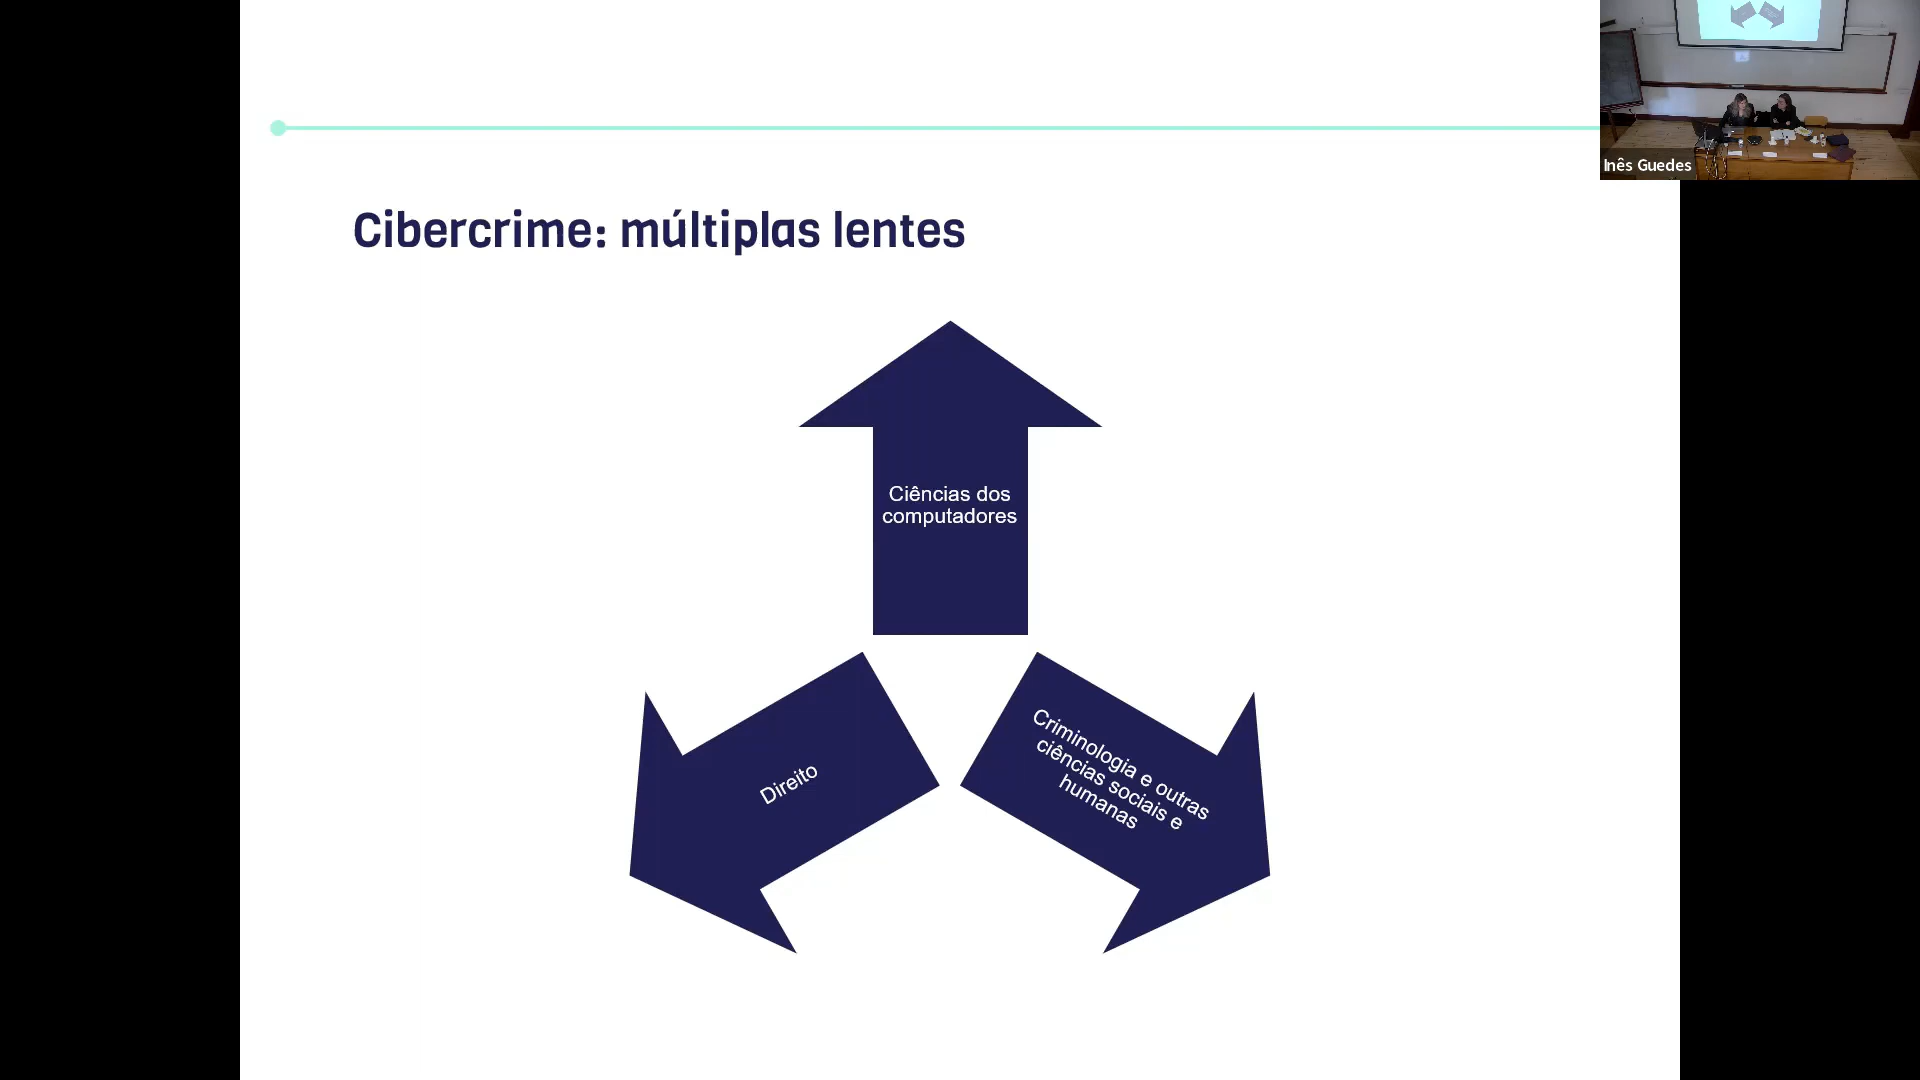 Inês Guedes
Cibercrime: múltiplas lentes
Ciências dos
computadores
Direito
Criminologia e outras
ciências sociais e
humanas